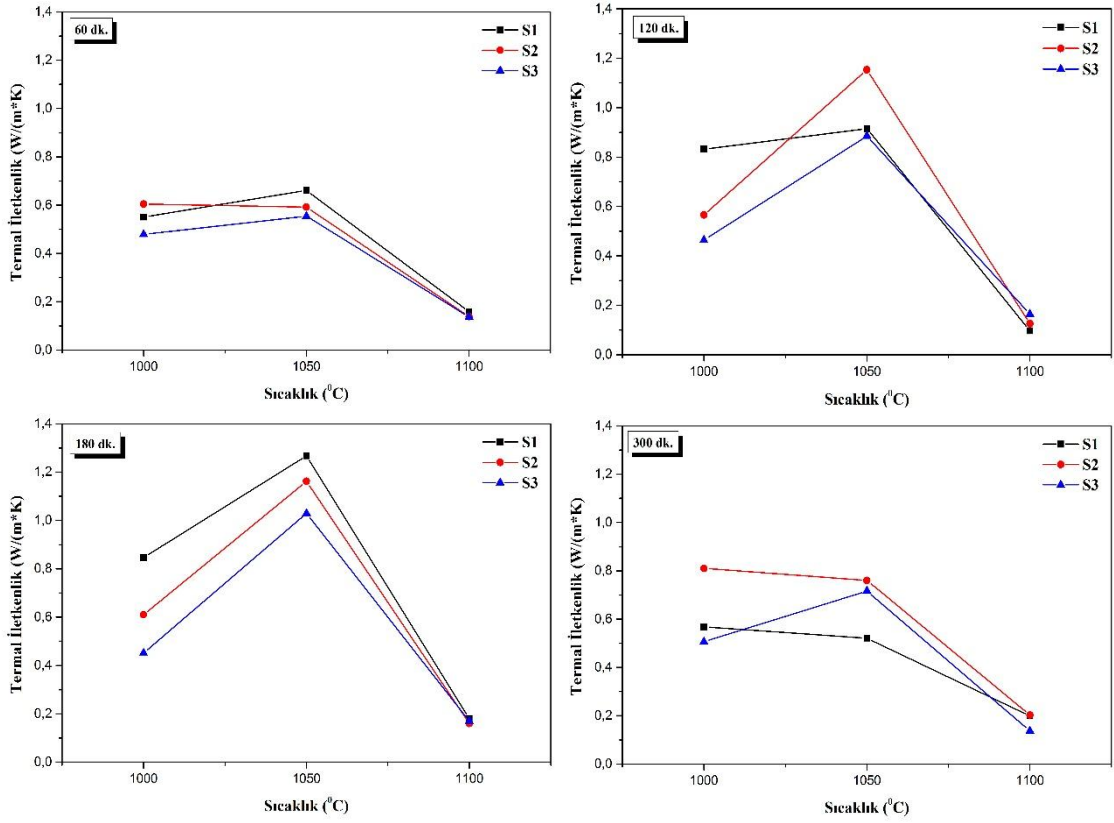 60 dk.
S1
S2
S3
1,4
1,2
1,0
0,8
0,6
0,4
0,2
0,0
Termal İletkenlik (W/(m*K)
1000
1050
1100
Sıcaklık (⁰C)
120 dk.
S1
S2
S3
1,4
1,2
1,0
0,8
0,6
0,4
0,2
0,0
Termal İletkenlik (W/(m*K)
1000
1050
1100
Sıcaklık (⁰C)
180 dk.
S1
S2
S3
1,4
1,2
1,0
0,8
0,6
0,4
0,2
0,0
Termal İletkenlik (W/(m*K)
1000
1050
1100
Sıcaklık (⁰C)
300 dk.
S1
S2
S3
1,4
1,2
1,0
0,8
0,6
0,4
0,2
0,0
Termal İletkenlik (W/(m*K)
1000
1050
1100
Sıcaklık (⁰C)